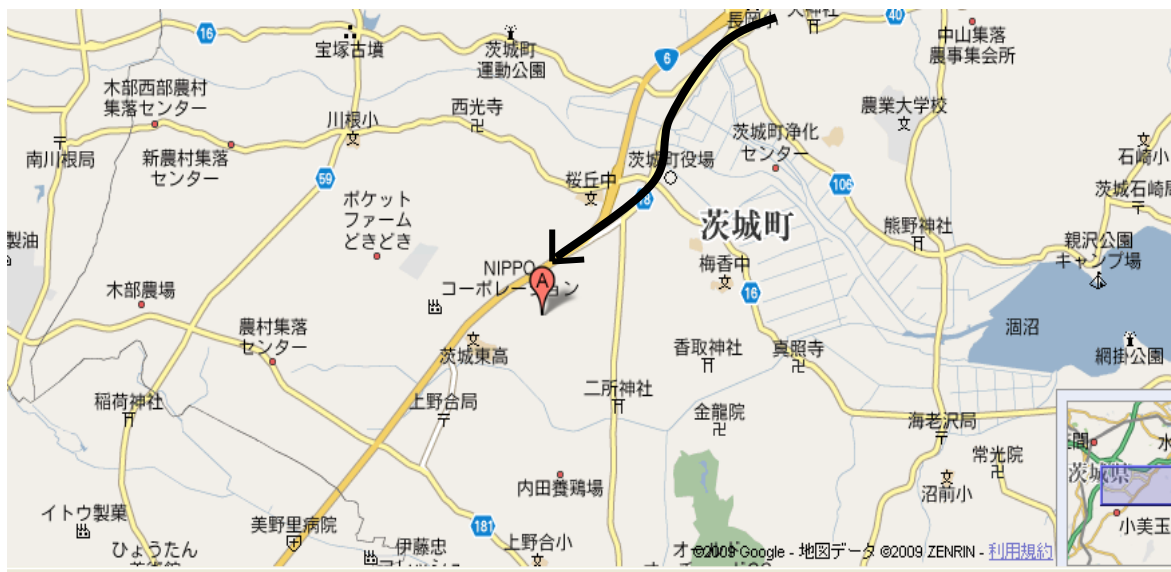 長岡小
天神社
40
中山集落
農事集会所
16
宝塚古墳
茨城町
運動公園
6
木部西部農村
集落センター
川根小
西光寺
農業大学校
茨城町浄化
センター
南川根局
新農村集落
センター
59
茨城町役場
106
石崎小
茨城石崎局
ポケット
ファーム
どきどき
桜丘中
18
茨城町
熊野神社
親沢公園
キャンプ場
製油
NIPPO
コーポレーション
A
梅香中
16
木部農場
農村集落
センター
茨城東高
香取神社
真照寺
涸沼
網掛公園
稲荷神社
上野合局
二所神社
金龍院
海老沢局
常光院
沼前小
茨城県
水
間
小美玉
内田養鶏場
イトウ製菓
美野里病院
181
ひょうたん
美術館
伊藤忠
上野合小
©2009 Google - 地図データ ©2009 ZENRIN - 利用規約